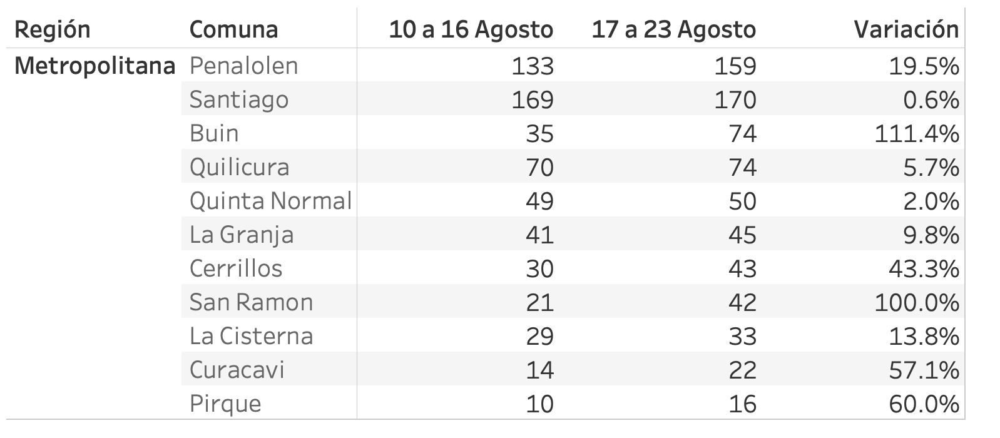 Región Comuna 10 a 16 Agosto 17 a 23 Agosto Variación
Metropolitana Penalolen 133 159 19.5%
Santiago 169 170 0.6%
Buin 35 74 111.4%
Quilicura 70 74 5.7%
Quinta Normal 49 50 2.0%
La Granja 41 45 9.8%
Cerrillos 30 43 43.3%
San Ramon 21 42 100.0%
La Cisterna 29 33 13.8%
Curacavi 14 22 57.1%
Pirque 10 16 60.0%